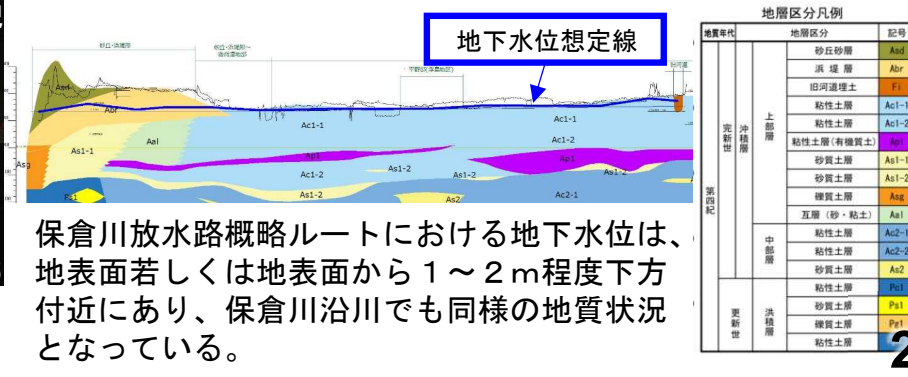 地下水位想定線
砂丘・浜堤部
Asd
Abr
As1-1
Aal
Asg
Ps1
Ac1-1
Ac1-1
Ac1-2
Ap1
Ap1
Ac1-2
As1-2
As1-2
As1-2
As1-2
As2
Ac2-1
保倉川放水路概略ルートにおける地下水位は、
地表面若しくは地表面から1～2m程度下方
付近にあり、保倉川沿川でも同様の地質状況
となっている。
地層区分凡例
地質年代 地層区分 記号
第四紀
完新世
沖積層
上部層
砂丘砂層 Asd
浜堤層 Abr
旧河道埋土 Fi
粘性土層 Ac1-1
粘性土層 Ac1-2
粘性土層(有機質土) Ap1
砂質土層 As1-1
砂質土層 As1-2
礫質土層 Asg
互層（砂・粘土） Aal
中部層
粘性土層 Ac2-1
粘性土層 Ac2-2
砂質土層 As2
更新世
洪積層
粘性土層 Pc1
砂質土層 Ps1
礫質土層 Pg1
粘性土層
2